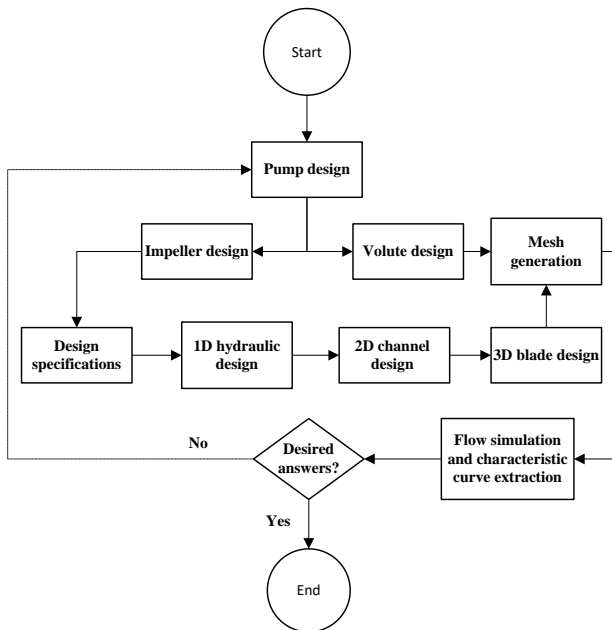 Start
Pump design
Impeller design
Volute design
Mesh
generation
Design
specifications
1D hydraulic
design
2D channel
design
3D blade design
No
Desired
answers?
Flow simulation
and characteristic
curve extraction
Yes
End